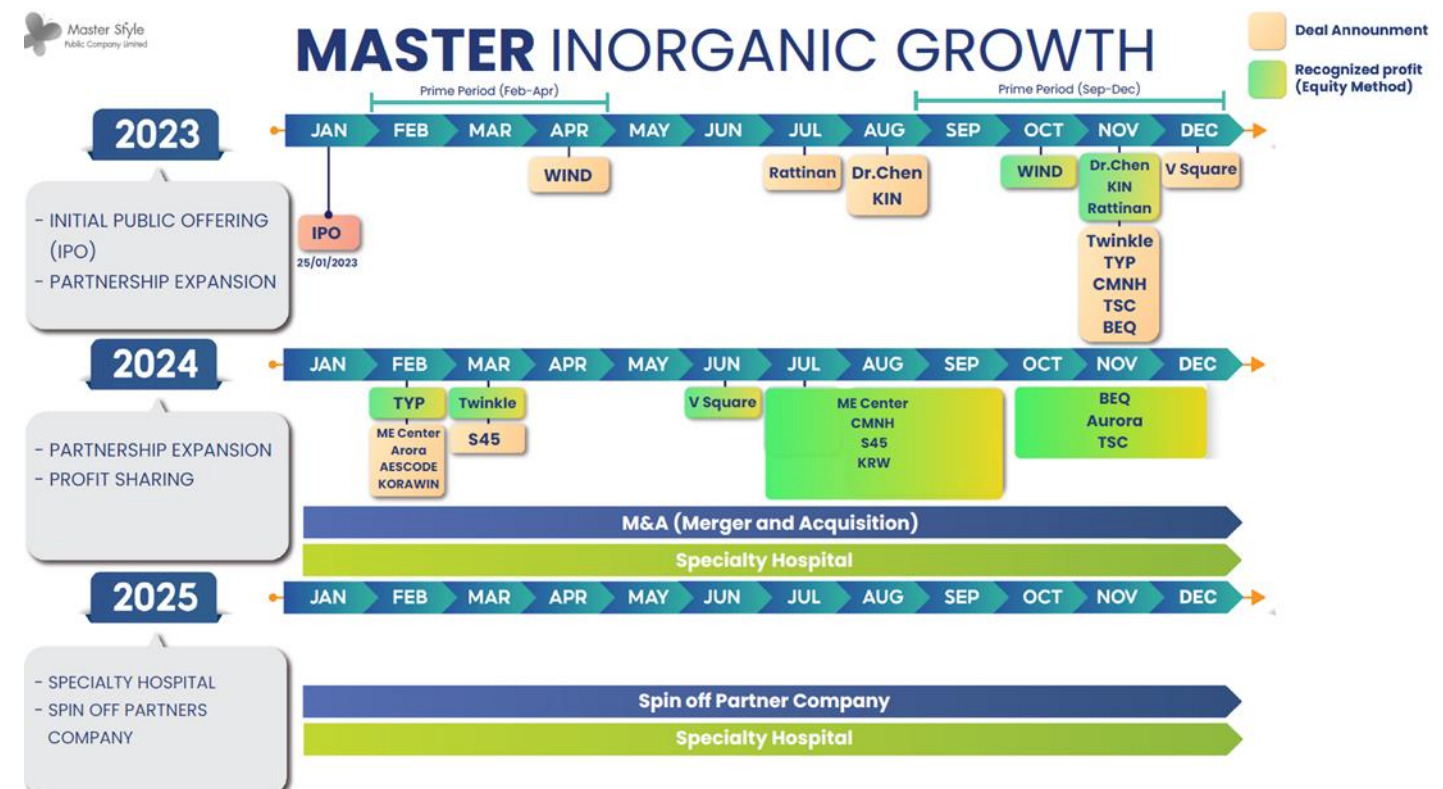 Master Style
Public Company Limited
MASTER INORGANIC GROWTH
Deal Announment
Recognized profit
(Equity Method)
Prime Period (Feb-Apr)
Prime Period (Sep-Dec)
2023
JAN FEB MAR APR MAY JUN JUL AUG SEP OCT NOV DEC
- INITIAL PUBLIC OFFERING
(IPO)
- PARTNERSHIP EXPANSION
IPO
25/01/2023
WIND
Rattinan
Dr.Chen
KIN
WIND
Dr.Chen
KIN
Rattinan
Twinkle
TYP
CMNH
TSC
BEQ
V Square
2024
JAN FEB MAR APR MAY JUN JUL AUG SEP OCT NOV DEC
- PARTNERSHIP EXPANSION
- PROFIT SHARING
TYP
ME Center
Arora
AESCODE
KORAWIN
Twinkle
S45
V Square
ME Center
CMNH
S45
KRW
BEQ
Aurora
TSC
M&A (Merger and Acquisition)
Specialty Hospital
2025
JAN FEB MAR APR MAY JUN JUL AUG SEP OCT NOV DEC
- SPECIALTY HOSPITAL
- SPIN OFF PARTNERS
COMPANY
Spin off Partner Company
Specialty Hospital